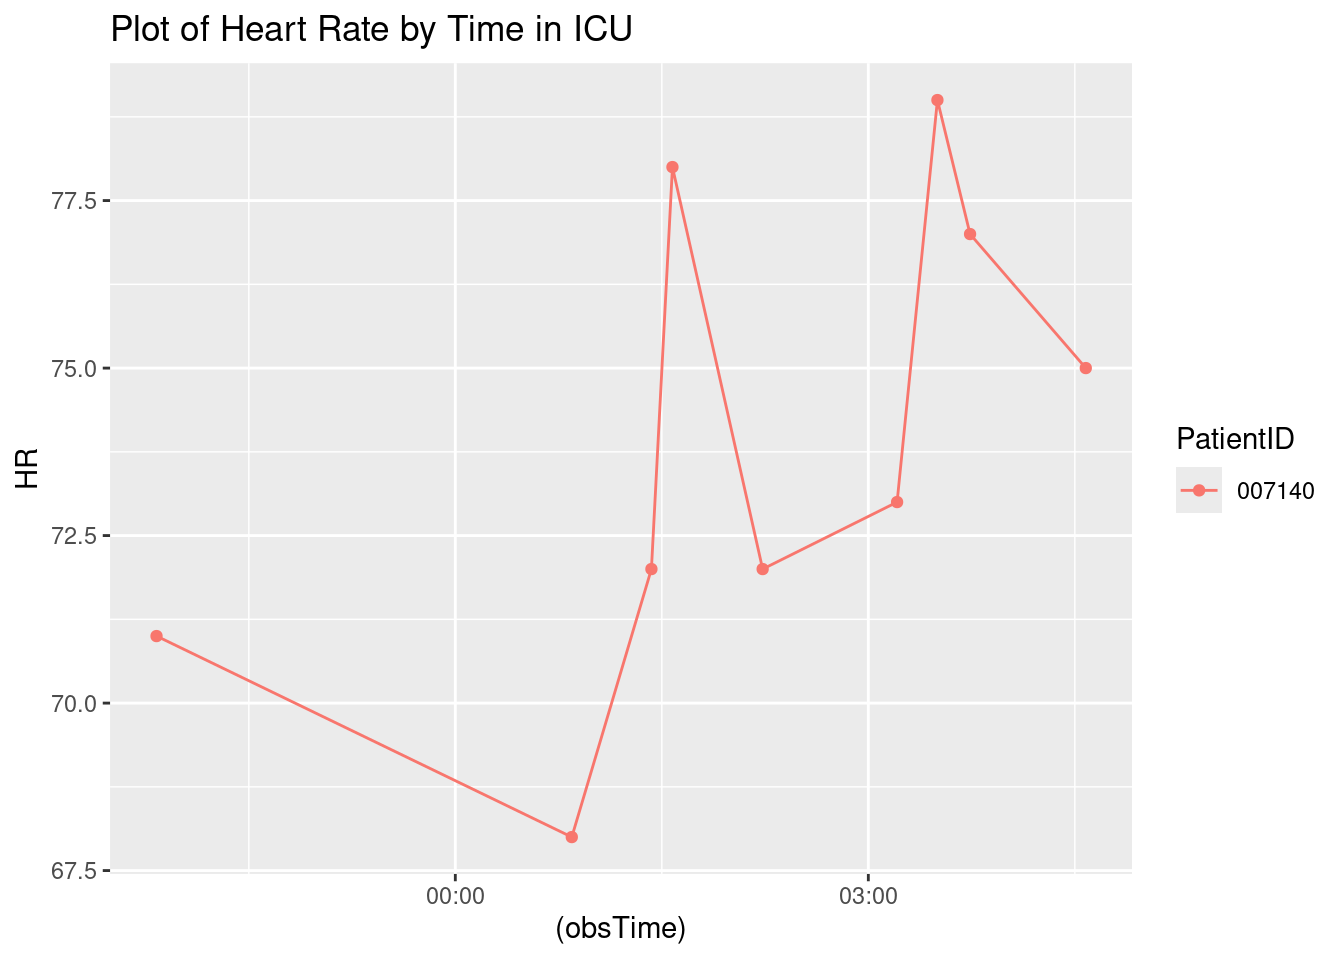 Plot of Heart Rate by Time in ICU
77.5
75.0
72.5
70.0
67.5
HR
00:00
03:00
(obsTime)
PatientID
007140